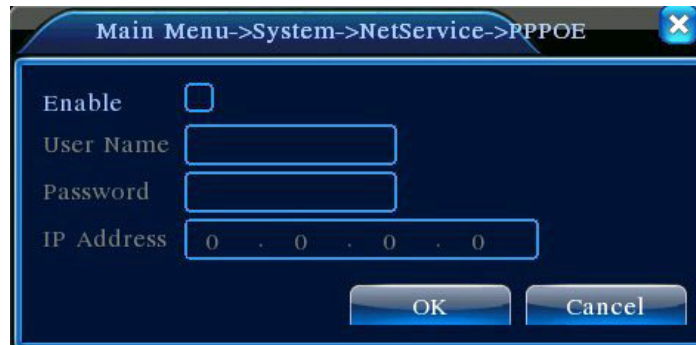 Main Menu->System->NetService->PPPOE
Enable
User Name
Password
IP Address 0 . 0 . 0 . 0
OK Cancel